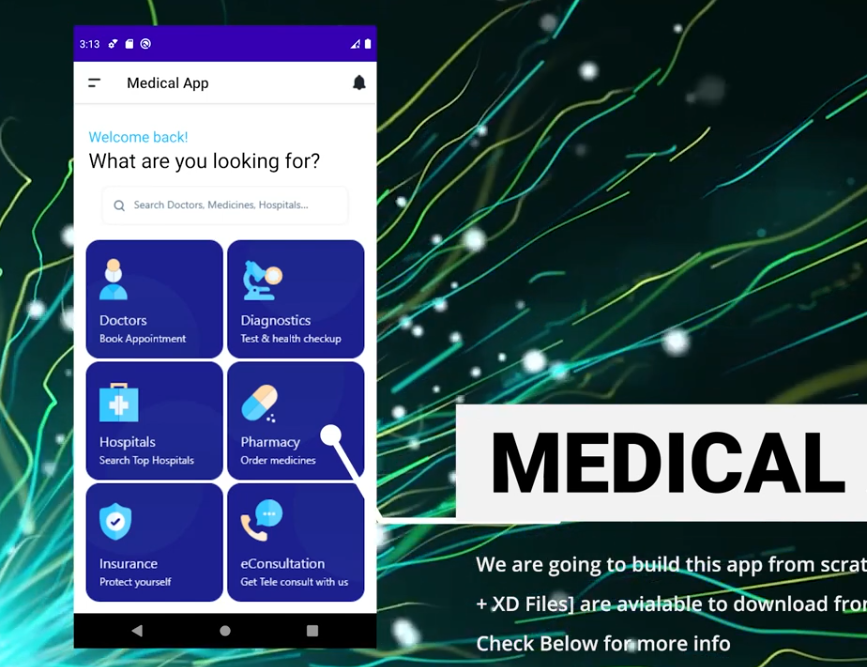 3:13
Medical App
Welcome back!
What are you looking for?
Search Doctors, Medicines, Hospitals...
Doctors
Book Appointment
Diagnostics
Test & health checkup
Hospitals
Search Top Hospitals
Pharmacy
Order medicines
Insurance
Protect yourself
eConsultation
Get Tele consult with us
MEDICAL
We are going to build this app from scrat
+ XD Files] are avialable to download fror
Check Below for more info